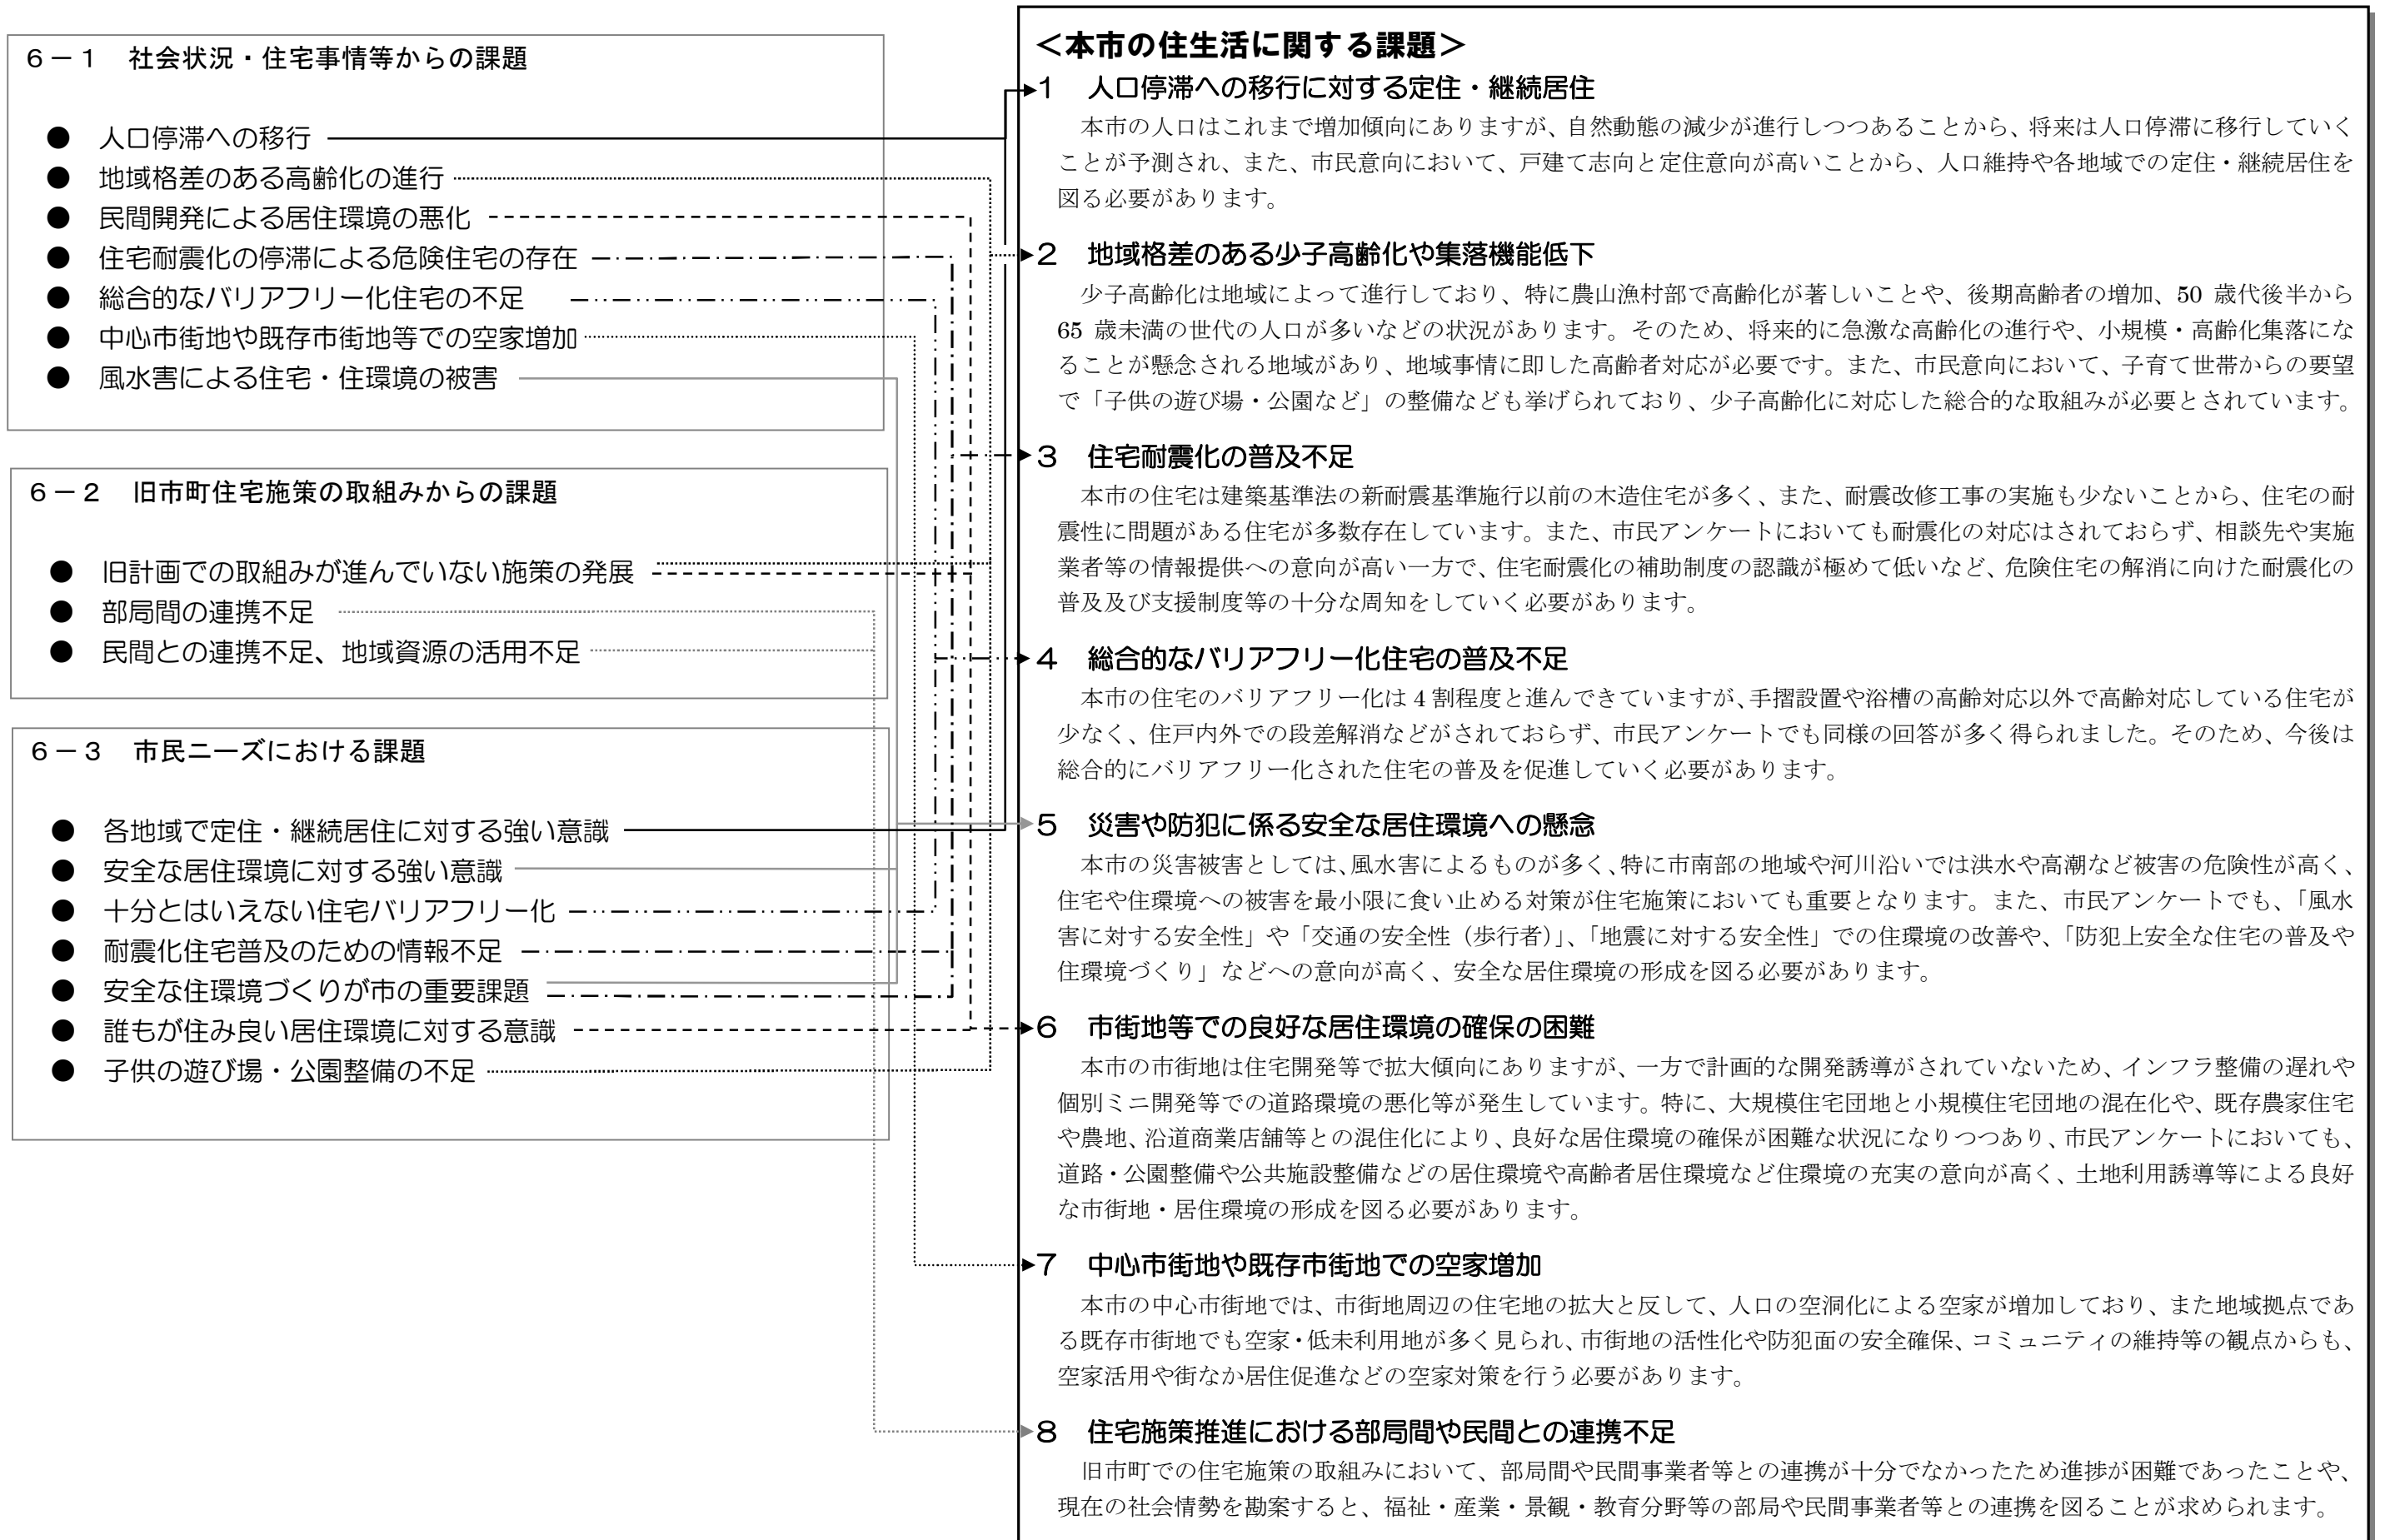 ６－１　社会状況・住宅事情等からの課題
●　人口停滞への移行
●　地域格差のある高齢化の進行
●　民間開発による居住環境の悪化
●　住宅耐震化の停滞による危険住宅の存在
●　総合的なバリアフリー化住宅の不足
●　中心市街地や既存市街地等での空家増加
●　風水害による住宅・住環境の被害
６－２　旧市町住宅施策の取組みからの課題
●　旧計画での取組みが進んでいない施策の発展
●　部局間の連携不足
●　民間との連携不足、地域資源の活用不足
６－３　市民ニーズにおける課題
●　各地域で定住・継続居住に対する強い意識
●　安全な居住環境に対する強い意識
●　十分とはいえない住宅バリアフリー化
●　耐震化住宅普及のための情報不足
●　安全な住環境づくりが市の重要課題
●　誰もが住み良い居住環境に対する意識
●　子供の遊び場・公園整備の不足
＜本市の住生活に関する課題＞
１　人口停滞への移行に対する定住・継続居住
本市の人口はこれまで増加傾向にありますが、自然動態の減少が進行しつつあることから、将来は人口停滞に移行していく
ことが予測され、また、市民意向において、戸建て志向と定住意向が高いことから、人口維持や各地域での定住・継続居住を
図る必要があります。
２　地域格差のある少子高齢化や集落機能低下
少子高齢化は地域によって進行しており、特に農山漁村部で高齢化が著しいことや、後期高齢者の増加、50 歳代後半から
65 歳未満の世代の人口が多いなどの状況があります。そのため、将来的に急激な高齢化の進行や、小規模・高齢化集落にな
ることが懸念される地域があり、地域事情に即した高齢者対応が必要です。また、市民意向において、子育て世帯からの要望
で「子供の遊び場・公園など」の整備なども挙げられており、少子高齢化に対応した総合的な取組みが必要とされています。
３　住宅耐震化の普及不足
本市の住宅は建築基準法の新耐震基準施行以前の木造住宅が多く、また、耐震改修工事の実施も少ないことから、住宅の耐
震性に問題がある住宅が多数存在しています。また、市民アンケートにおいても耐震化の対応はされておらず、相談先や実施
業者等の情報提供への意向が高い一方で、住宅耐震化の補助制度の認識が極めて低いなど、危険住宅の解消に向けた耐震化の
普及及び支援制度等の十分な周知をしていく必要があります。
４　総合的なバリアフリー化住宅の普及不足
本市の住宅のバリアフリー化は 4 割程度と進んできていますが、手摺設置や浴槽の高齢対応以外で高齢対応している住宅が
少なく、住戸内外での段差解消などがされておらず、市民アンケートでも同様の回答が多く得られました。そのため、今後は
総合的にバリアフリー化された住宅の普及を促進していく必要があります。
５　災害や防犯に係る安全な居住環境への懸念
本市の災害被害としては、風水害によるものが多く、特に市南部の地域や河川沿いでは洪水や高潮など被害の危険性が高く、
住宅や住環境への被害を最小限に食い止める対策が住宅施策においても重要となります。また、市民アンケートでも、「風水
害に対する安全性」や「交通の安全性（歩行者）」、「地震に対する安全性」での住環境の改善や、「防犯上安全な住宅の普及や
住環境づくり」などへの意向が高く、安全な居住環境の形成を図る必要があります。
６　市街地等での良好な居住環境の確保の困難
本市の市街地は住宅開発等で拡大傾向にありますが、一方で計画的な開発誘導がされていないため、インフラ整備の遅れや
個別ミニ開発等での道路環境の悪化等が発生しています。特に、大規模住宅団地と小規模住宅団地の混在化や、既存農家住宅
や農地、沿道商業店舗等との混住化により、良好な居住環境の確保が困難な状況になりつつあり、市民アンケートにおいても、
道路・公園整備や公共施設整備などの居住環境や高齢者居住環境など住環境の充実の意向が高く、土地利用誘導等による良好
な市街地・居住環境の形成を図る必要があります。
７　中心市街地や既存市街地での空家増加
本市の中心市街地では、市街地周辺の住宅地の拡大と反して、人口の空洞化による空家が増加しており、また地域拠点であ
る既存市街地でも空家・低未利用地が多く見られ、市街地の活性化や防犯面の安全確保、コミュニティの維持等の観点からも、
空家活用や街なか居住促進などの空家対策を行う必要があります。
８　住宅施策推進における部局間や民間との連携不足
旧市町での住宅施策の取組みにおいて、部局間や民間事業者等との連携が十分でなかったため進捗が困難であったことや、
現在の社会情勢を勘案すると、福祉・産業・景観・教育分野等の部局や民間事業者等との連携を図ることが求められます。